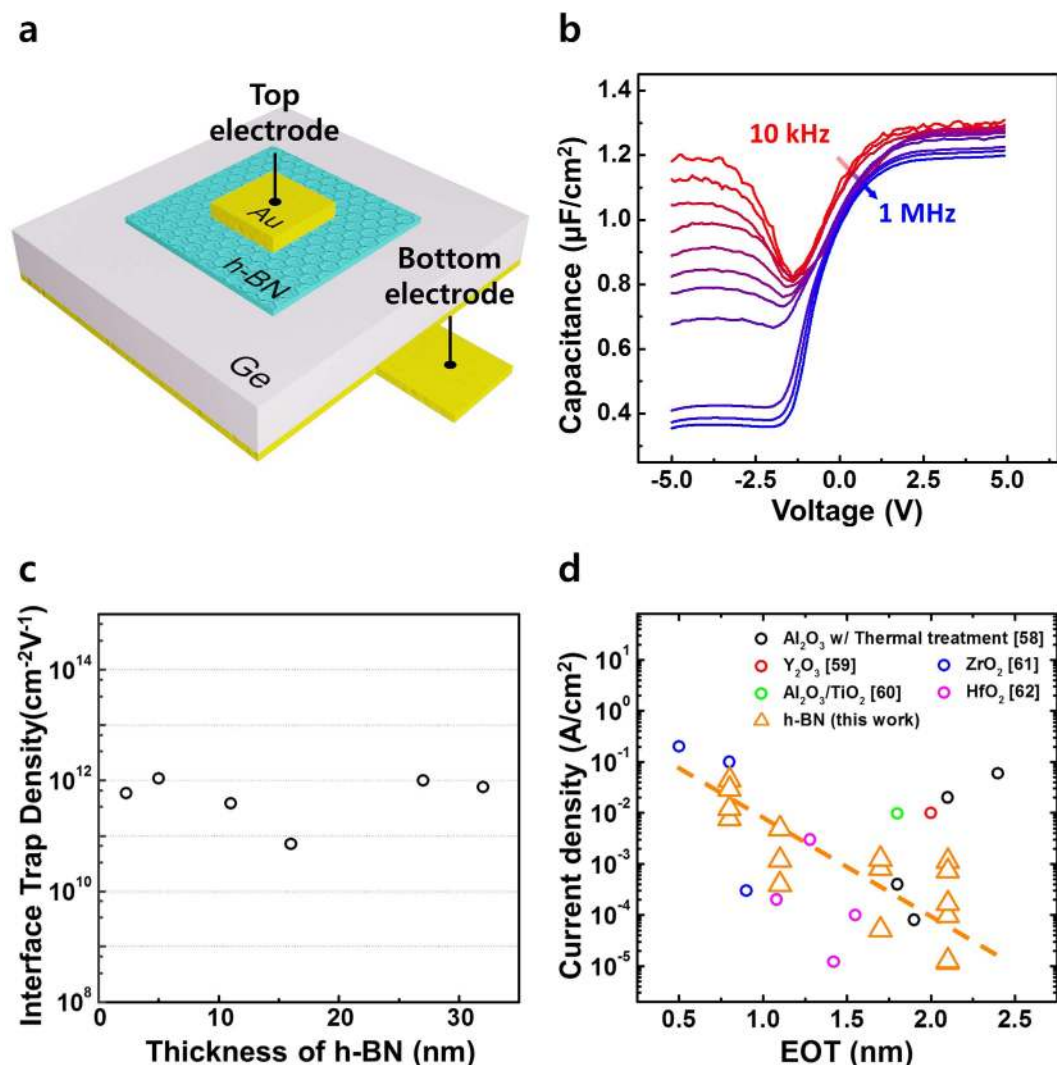 a
Top
electrode
Au
h-BN
Bottom
electrode
Ge
b
Capacitance (µF/cm²)
1.4
1.2
1.0
0.8
0.6
0.4
10 kHz
1 MHz
-5.0 -2.5 0.0 2.5 5.0
Voltage (V)
c
Interface Trap Density(cm⁻²V⁻¹)
10¹⁴
10¹²
10¹⁰
10⁸
0 10 20 30
Thickness of h-BN (nm)
d
Current density (A/cm²)
10¹
10⁰
10⁻¹
10⁻²
10⁻³
10⁻⁴
10⁻⁵
Al₂O₃ w/ Thermal treatment [58]
Y₂O₃ [59] ZrO₂ [61]
Al₂O₃/TiO₂ [60] HfO₂ [62]
h-BN (this work)
0.5 1.0 1.5 2.0 2.5
EOT (nm)